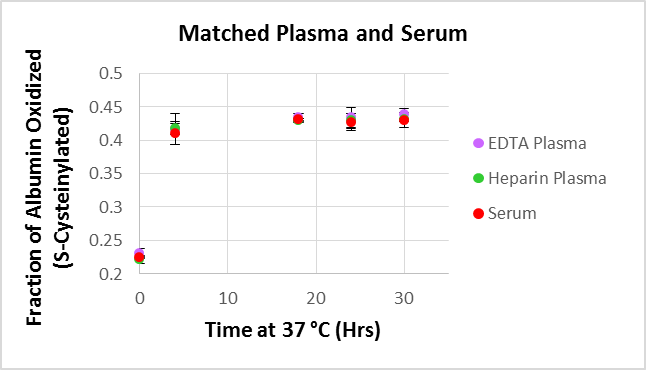 Matched Plasma and Serum
Fraction of Albumin Oxidized
(S-Cysteinylated)
0.5
0.45
0.4
0.35
0.3
0.25
0.2
0
10
20
30
Time at 37 °C (Hrs)
EDTA Plasma
Heparin Plasma
Serum